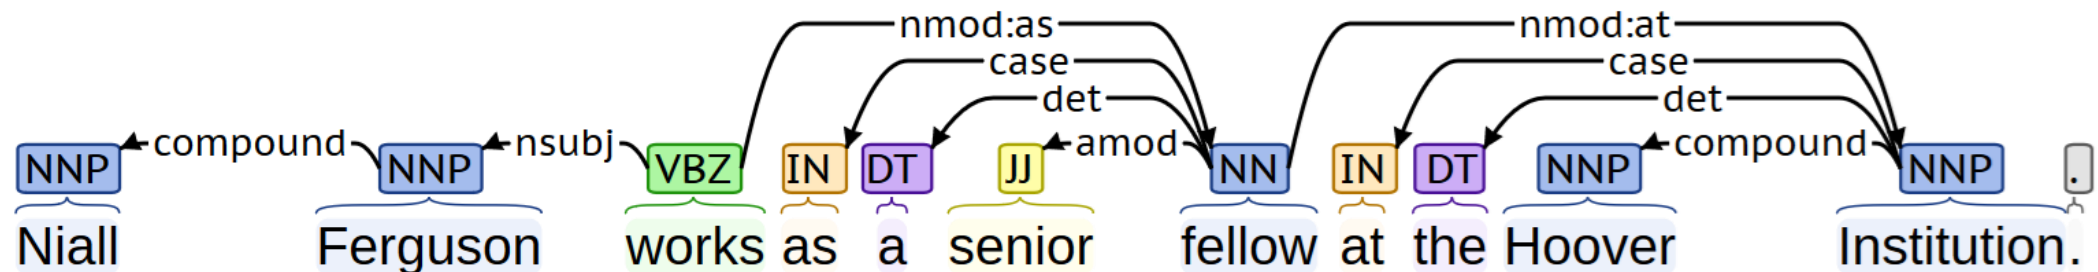 nmod:as nmod:at
case case
det det
compound nsubj amod compound
NNP NNP VBZ IN DT JJ NN IN DT NNP NNP .
Niall Ferguson works as a senior fellow at the Hoover Institution.